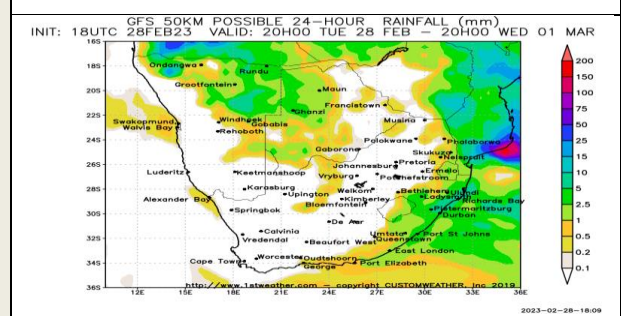 GFS 50KM POSSIBLE 24-HOUR RAINFALL (mm)
INIT: 18UTC 28FEB23 VALID: 20H00 TUE 28 FEB - 20H00 WED 01 MAR
16S
18S
20S
22S
24S
26S
28S
30S
32S
34S
36S
Ondangwa
Rundu
Grootfontein
Maun
Francistown
Ghanzi
Windhoek
Gobabis
Swakopmund
Walvis Bay
Rehoboth
Musina
Polokwane
Phalaborwa
Gaborone
Skukuza
Pretoria
Nelspruit
Johannesburg
Luderitz
Keetmanshoop
Vryburg
Potchefstroom
Ermelo
Karasburg
Upington
Welkom
Bethlehem
Ulundi
Alexander Bay
Kimberley
Ladysmith
Richards Bay
Springbok
Bloemfontein
Pietermaritzburg
Durban
De Aar
Calvinia
Vredendal
Umtata
Port St Johns
Queenstown
Beaufort West
East London
Cape Town
Worcester
Oudtshoorn
George
Port Elizabeth
http://www.1stweather.com - copyright CUSTOMWEATHER, Inc 2019
12E 15E 18E 21E 24E 27E 30E 33E 36E
200
150
100
75
50
25
15
10
5
2.5
1
0.5
0.2
0.1
2023-02-28-18:09